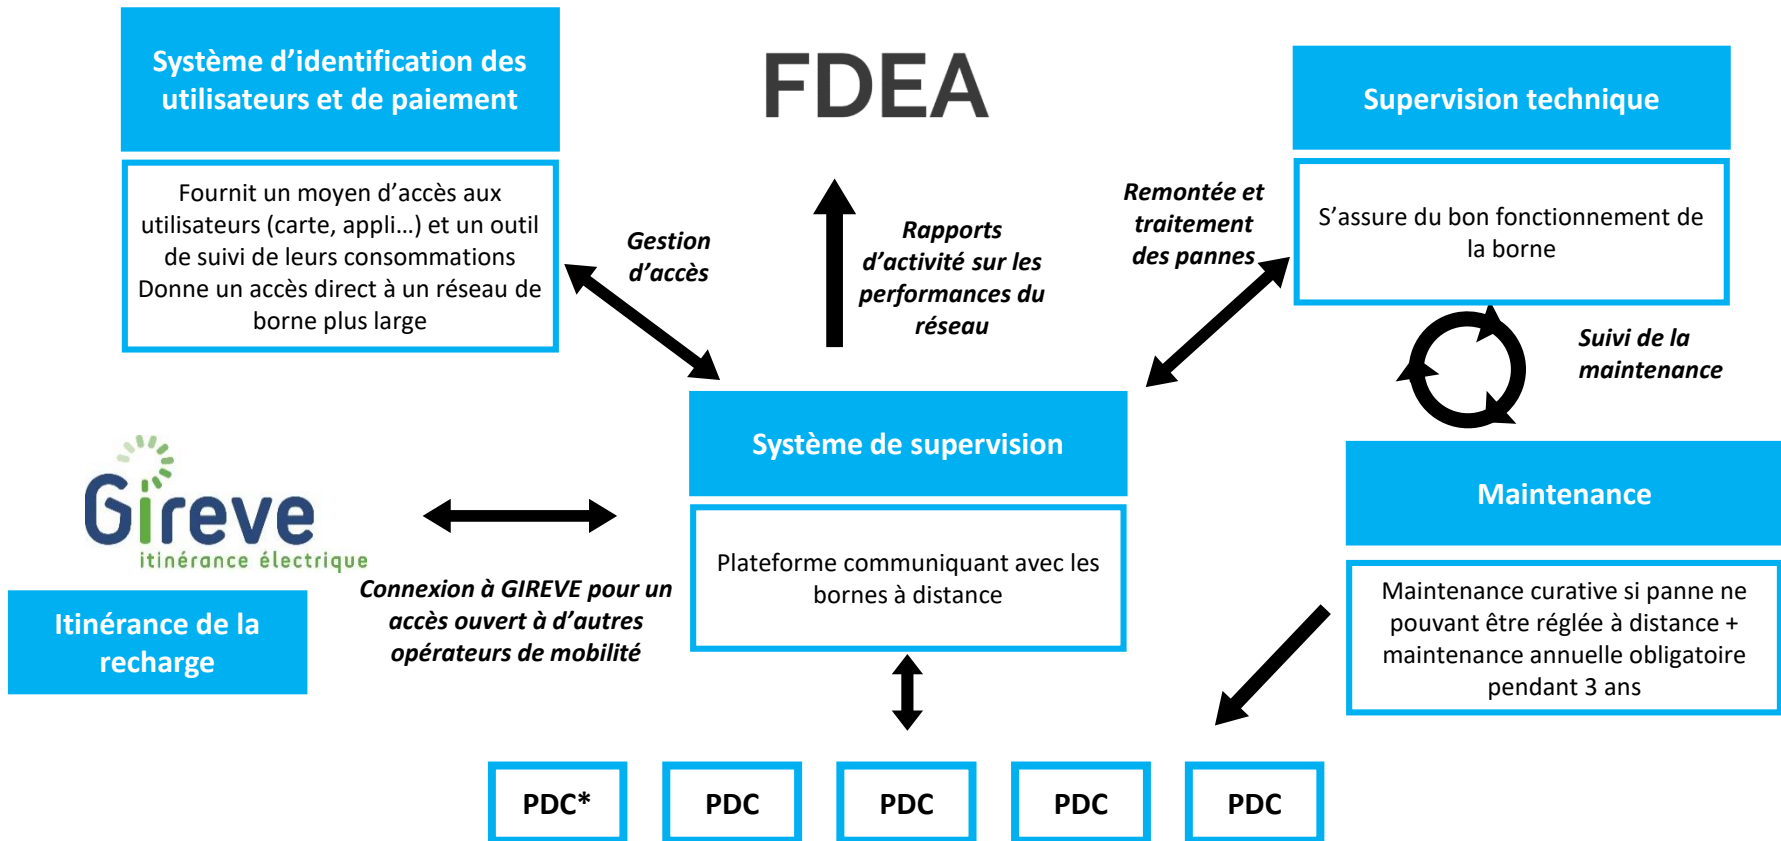 Système d’identification des
utilisateurs et de paiement
Fournit un moyen d’accès aux
utilisateurs (carte, appli…) et un outil
de suivi de leurs consommations
Donne un accès direct à un réseau de
borne plus large
FDEA
Supervision technique
S’assure du bon fonctionnement de
la borne
Gestion
d’accès
Rapports
d’activité sur les
performances du
réseau
Remontée et
traitement
des pannes
Suivi de la
maintenance
Système de supervision
Plateforme communiquant avec les
bornes à distance
Gireve
itinérance électrique
Itinérance de la
recharge
Connexion à GIREVE pour un
accès ouvert à d’autres
opérateurs de mobilité
Maintenance
Maintenance curative si panne ne
pouvant être réglée à distance +
maintenance annuelle obligatoire
pendant 3 ans
PDC*
PDC
PDC
PDC
PDC